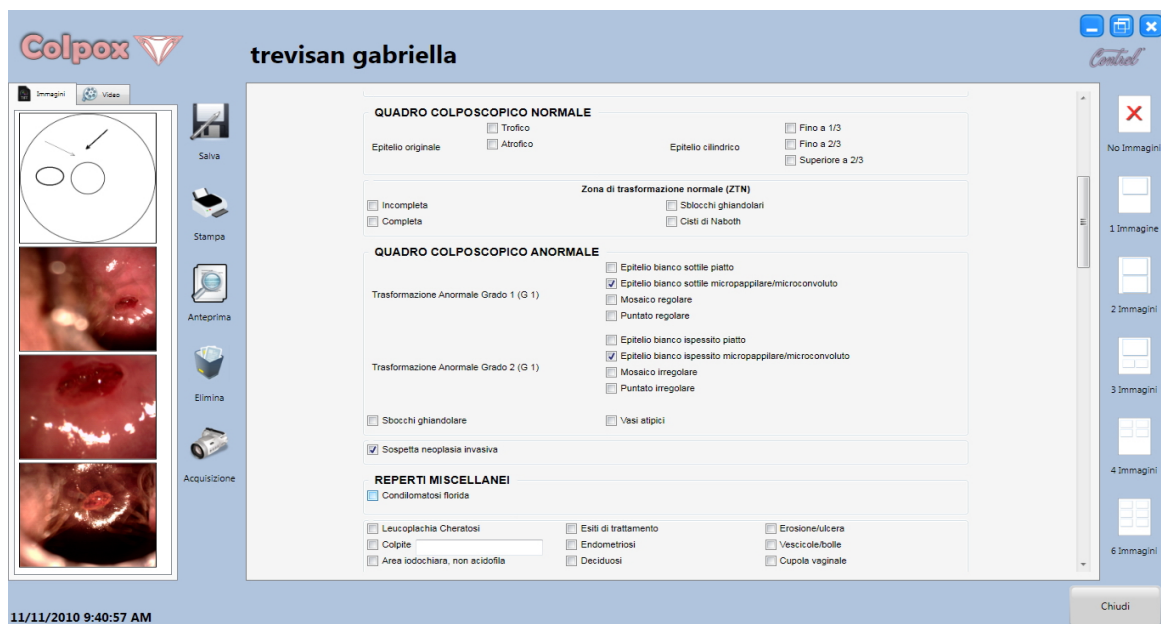 Colpox
trevisan gabriella
Control
Immagini
Video
Salva
Stampa
Anteprima
Elimina
Acquisizione
QUADRO COLPOSCOPICO NORMALE
Epitelio originale
Trofico
Atrofico
Epitelio cilindrico
Fino a 1/3
Fino a 2/3
Superiore a 2/3
Zona di trasformazione normale (ZTN)
Incompleta
Sblocchi ghiandolari
Completa
Cisti di Naboth
QUADRO COLPOSCOPICO ANORMALE
Trasformazione Anormale Grado 1 (G 1)
Epitelio bianco sottile piatto
Epitelio bianco sottile micropappilare/microconvoluto
Mosaico regolare
Puntato regolare
Trasformazione Anormale Grado 2 (G 1)
Epitelio bianco ispessito piatto
Epitelio bianco ispessito micropappilare/microconvoluto
Mosaico irregolare
Puntato irregolare
Sbocchi ghiandolare
Vasi atipici
Sospetta neoplasia invasiva
REPERTI MISCELLANEI
Condilomatosi florida
Leucoplachia Cheratosi
Esiti di trattamento
Erosione/ulcera
Colpite
Endometriosi
Vescicole/bolle
Area iodochiara, non acidofila
Deciduosi
Cupola vaginale
No Immagini
1 Immagine
2 Immagini
3 Immagini
4 Immagini
6 Immagini
Chiudi
11/11/2010 9:40:57 AM